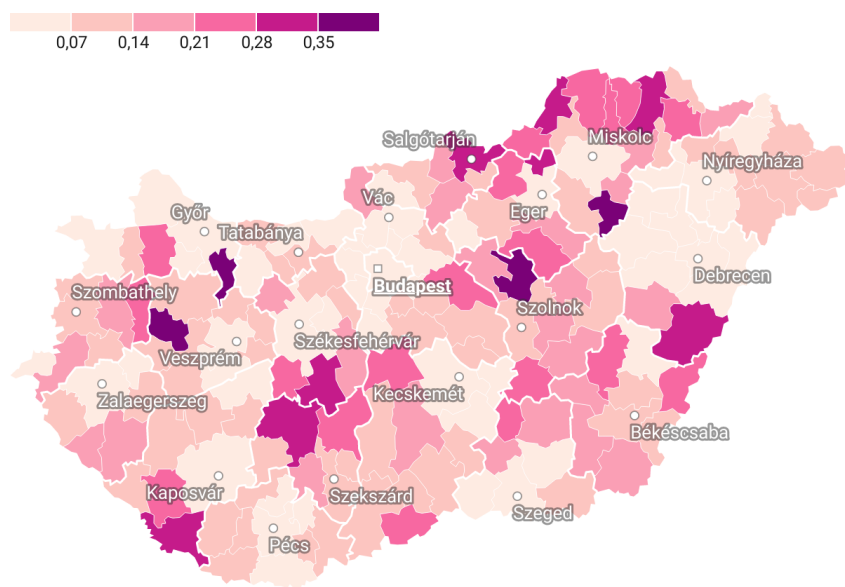 0,07 0,14 0,21 0,28 0,35
Salgótarján
Miskolc
Nyíregyháza
Vác
Eger
Győr
Tatabánya
Debrecen
Budapest
Szombathely
Szolnok
Székesfehérvár
Veszprém
Kecskemét
Zalaegerszeg
Békéscsaba
Kaposvár
Szekszárd
Szeged
Pécs